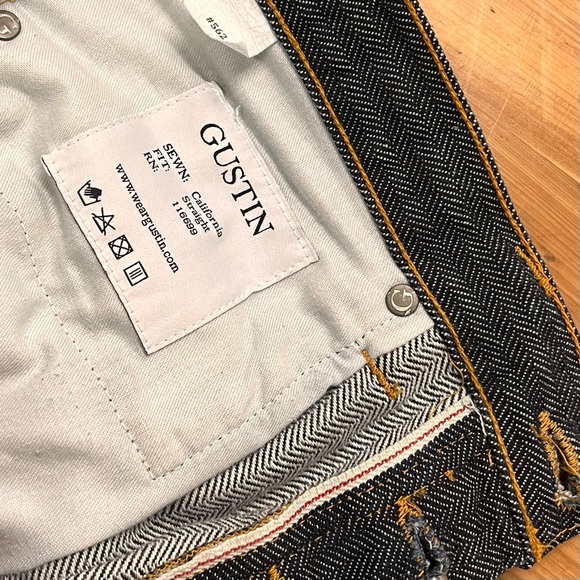 #562
GUSTIN
SEWN: California
FIT: Straight
RN: 116699
www.weargustin.com
G
G